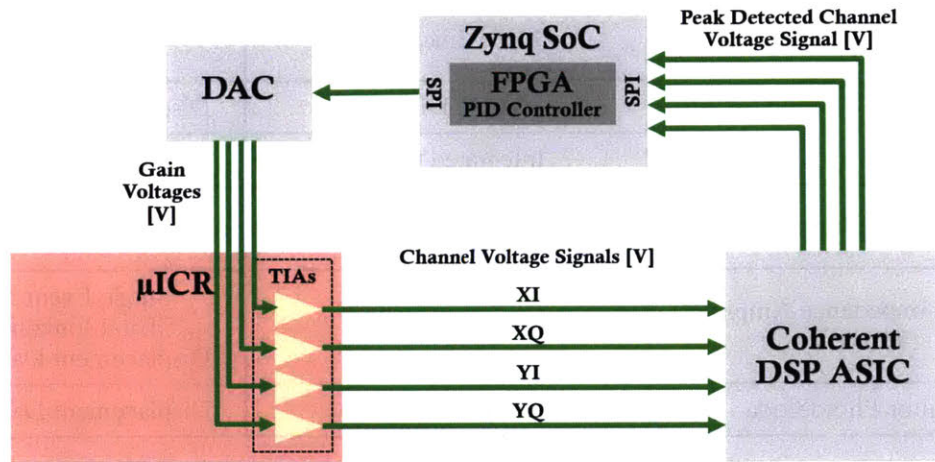 Peak Detected Channel
Voltage Signal [V]
Zynq SoC
FPGA
PID Controller
SPI
SPI
DAC
Gain
Voltages
[V]
µICR
TIAs
Channel Voltage Signals [V]
XI
XQ
YI
YQ
Coherent
DSP ASIC